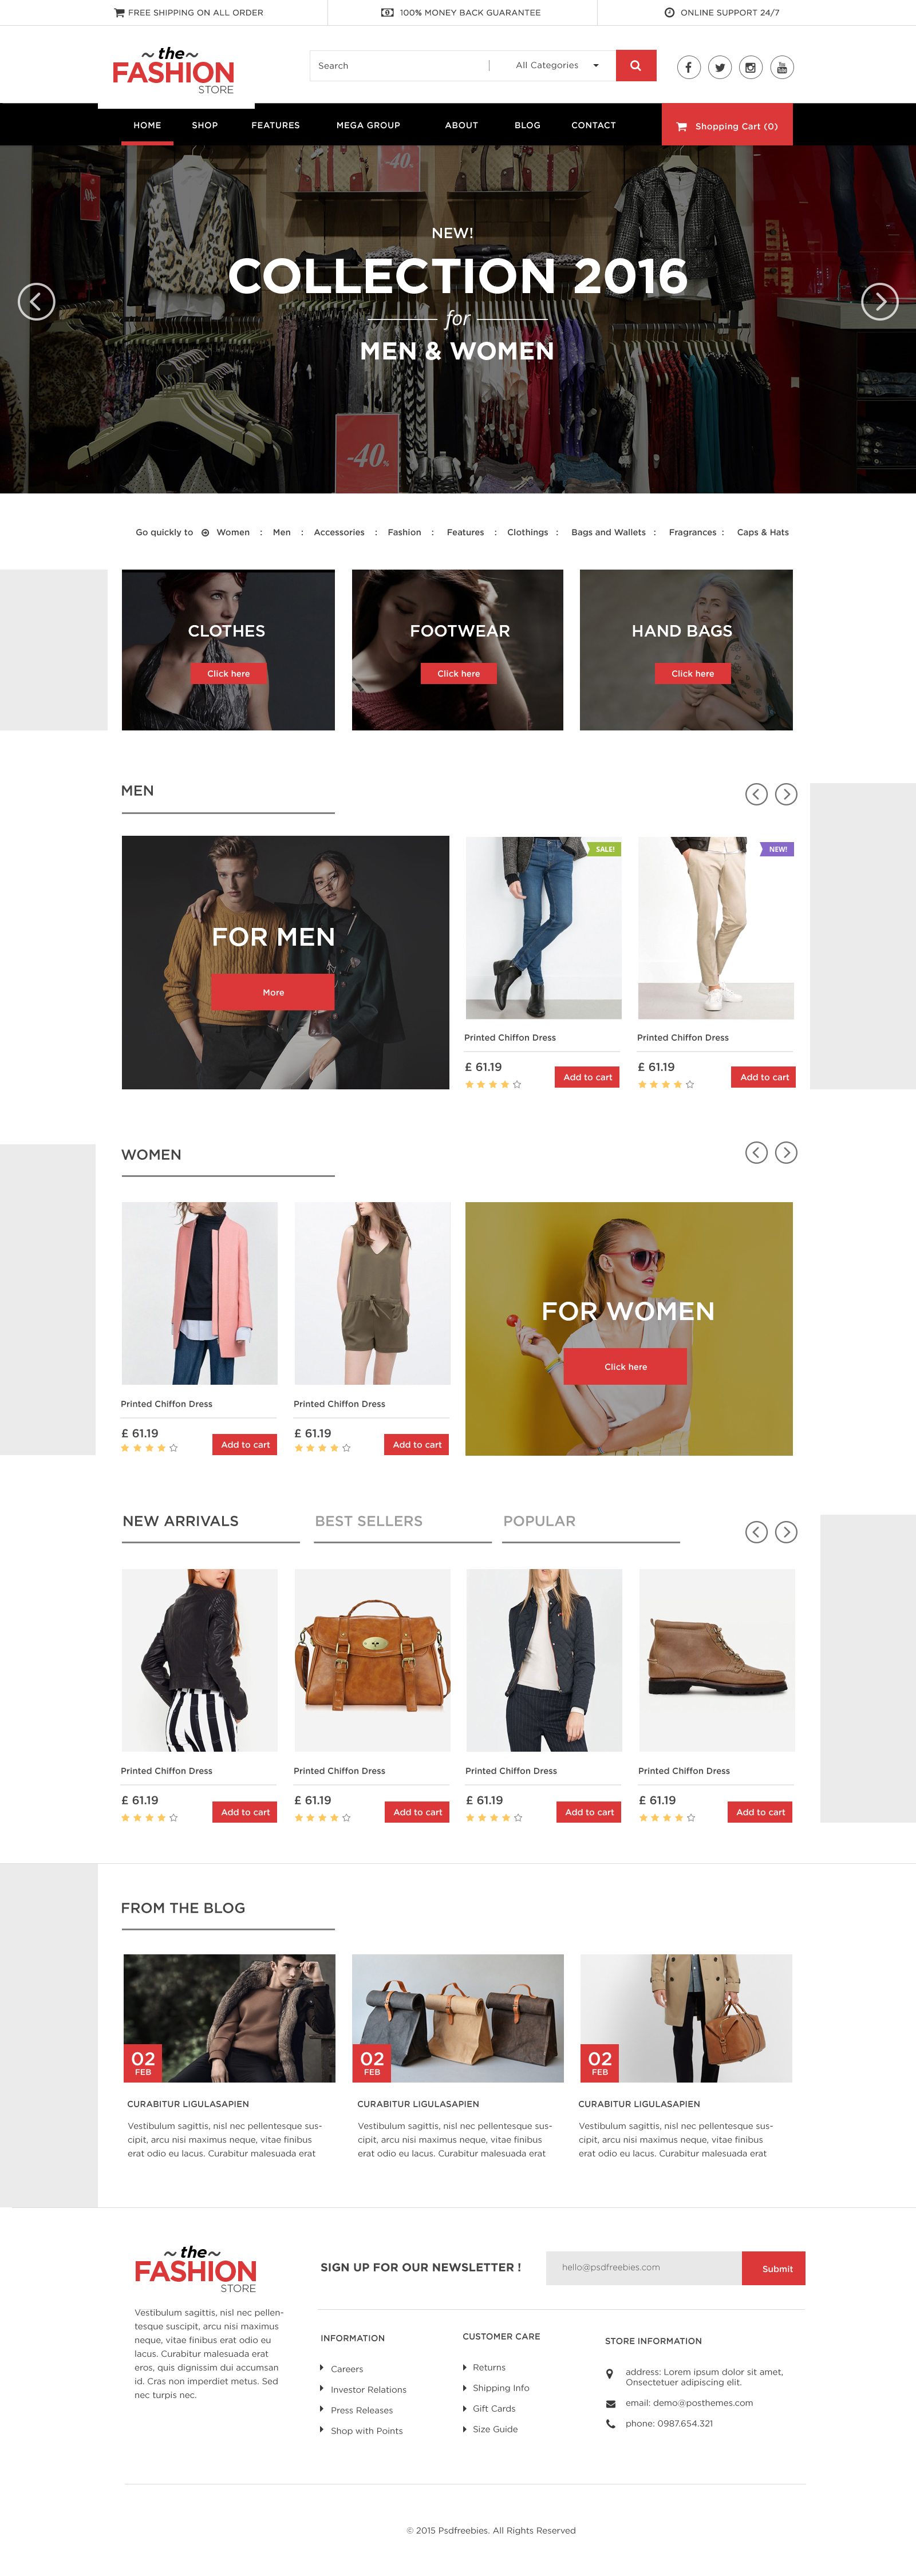 FREE SHIPPING ON ALL ORDER
100% MONEY BACK GUARANTEE
ONLINE SUPPORT 24/7
~the~
FASHION
STORE
Search
All Categories
HOME SHOP FEATURES MEGA GROUP ABOUT BLOG CONTACT
Shopping Cart (0)
-40%
NEW!
COLLECTION 2016
for
MEN & WOMEN
-40%
Go quickly to Women : Men : Accessories : Fashion : Features : Clothings : Bags and Wallets : Fragrances : Caps & Hats
CLOTHES
Click here
FOOTWEAR
Click here
HAND BAGS
Click here
MEN
FOR MEN
More
SALE!
Printed Chiffon Dress
£ 61.19
Add to cart
NEW!
Printed Chiffon Dress
£ 61.19
Add to cart
WOMEN
Printed Chiffon Dress
£ 61.19
Add to cart
Printed Chiffon Dress
£ 61.19
Add to cart
FOR WOMEN
Click here
NEW ARRIVALS
BEST SELLERS
POPULAR
Printed Chiffon Dress
£ 61.19
Add to cart
Printed Chiffon Dress
£ 61.19
Add to cart
Printed Chiffon Dress
£ 61.19
Add to cart
Printed Chiffon Dress
£ 61.19
Add to cart
FROM THE BLOG
02
FEB
CURABITUR LIGULASAPIEN
Vestibulum sagittis, nisl nec pellentesque sus-
cipit, arcu nisi maximus neque, vitae finibus
erat odio eu lacus. Curabitur malesuada erat
02
FEB
CURABITUR LIGULASAPIEN
Vestibulum sagittis, nisl nec pellentesque sus-
cipit, arcu nisi maximus neque, vitae finibus
erat odio eu lacus. Curabitur malesuada erat
02
FEB
CURABITUR LIGULASAPIEN
Vestibulum sagittis, nisl nec pellentesque sus-
cipit, arcu nisi maximus neque, vitae finibus
erat odio eu lacus. Curabitur malesuada erat
~the~
FASHION
STORE
Vestibulum sagittis, nisl nec pellen-
tesque suscipit, arcu nisi maximus
neque, vitae finibus erat odio eu
lacus. Curabitur malesuada erat
eros, quis dignissim dui accumsan
id. Cras non imperdiet metus. Sed
nec turpis nec.
SIGN UP FOR OUR NEWSLETTER !
hello@psdfreebies.com
Submit
INFORMATION
Careers
Investor Relations
Press Releases
Shop with Points
CUSTOMER CARE
Returns
Shipping Info
Gift Cards
Size Guide
STORE INFORMATION
address: Lorem ipsum dolor sit amet,
Onsectetuer adipiscing elit.
email: demo@posthemes.com
phone: 0987.654.321
© 2015 Psdfreebies. All Rights Reserved